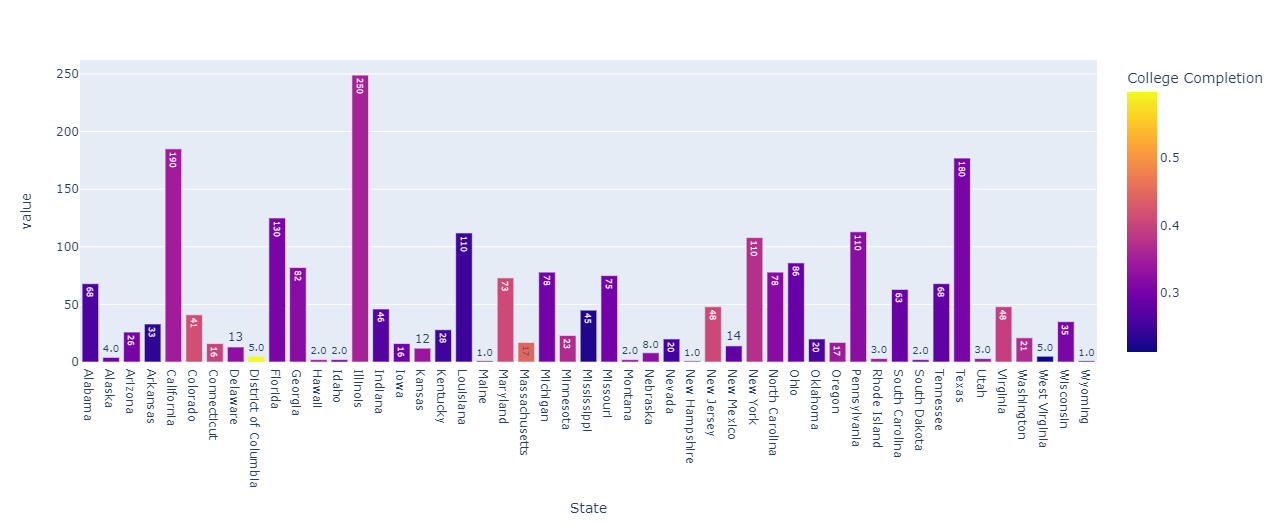 College Completion
0.5
0.4
0.3
250
200
150
100
50
0
value
68
4.0
26
33
190
41
16
13
5.0
130
82
2.0
2.0
250
46
16
12
28
110
1.0
73
17
78
23
45
75
2.0
8.0
20
1.0
48
14
110
78
86
20
17
110
3.0
63
2.0
68
180
3.0
48
21
5.0
35
1.0
Alabama
Alaska
Arizona
Arkansas
California
Colorado
Connecticut
Delaware
District of Columbia
Florida
Georgia
Hawaii
Idaho
Illinois
Indiana
Iowa
Kansas
Kentucky
Louisiana
Maine
Maryland
Massachusetts
Michigan
Minnesota
Mississippi
Missouri
Montana
Nebraska
Nevada
New Hampshire
New Jersey
New Mexico
New York
North Carolina
Ohio
Oklahoma
Oregon
Pennsylvania
Rhode Island
South Carolina
South Dakota
Tennessee
Texas
Utah
Virginia
Washington
West Virginia
Wisconsin
Wyoming
State